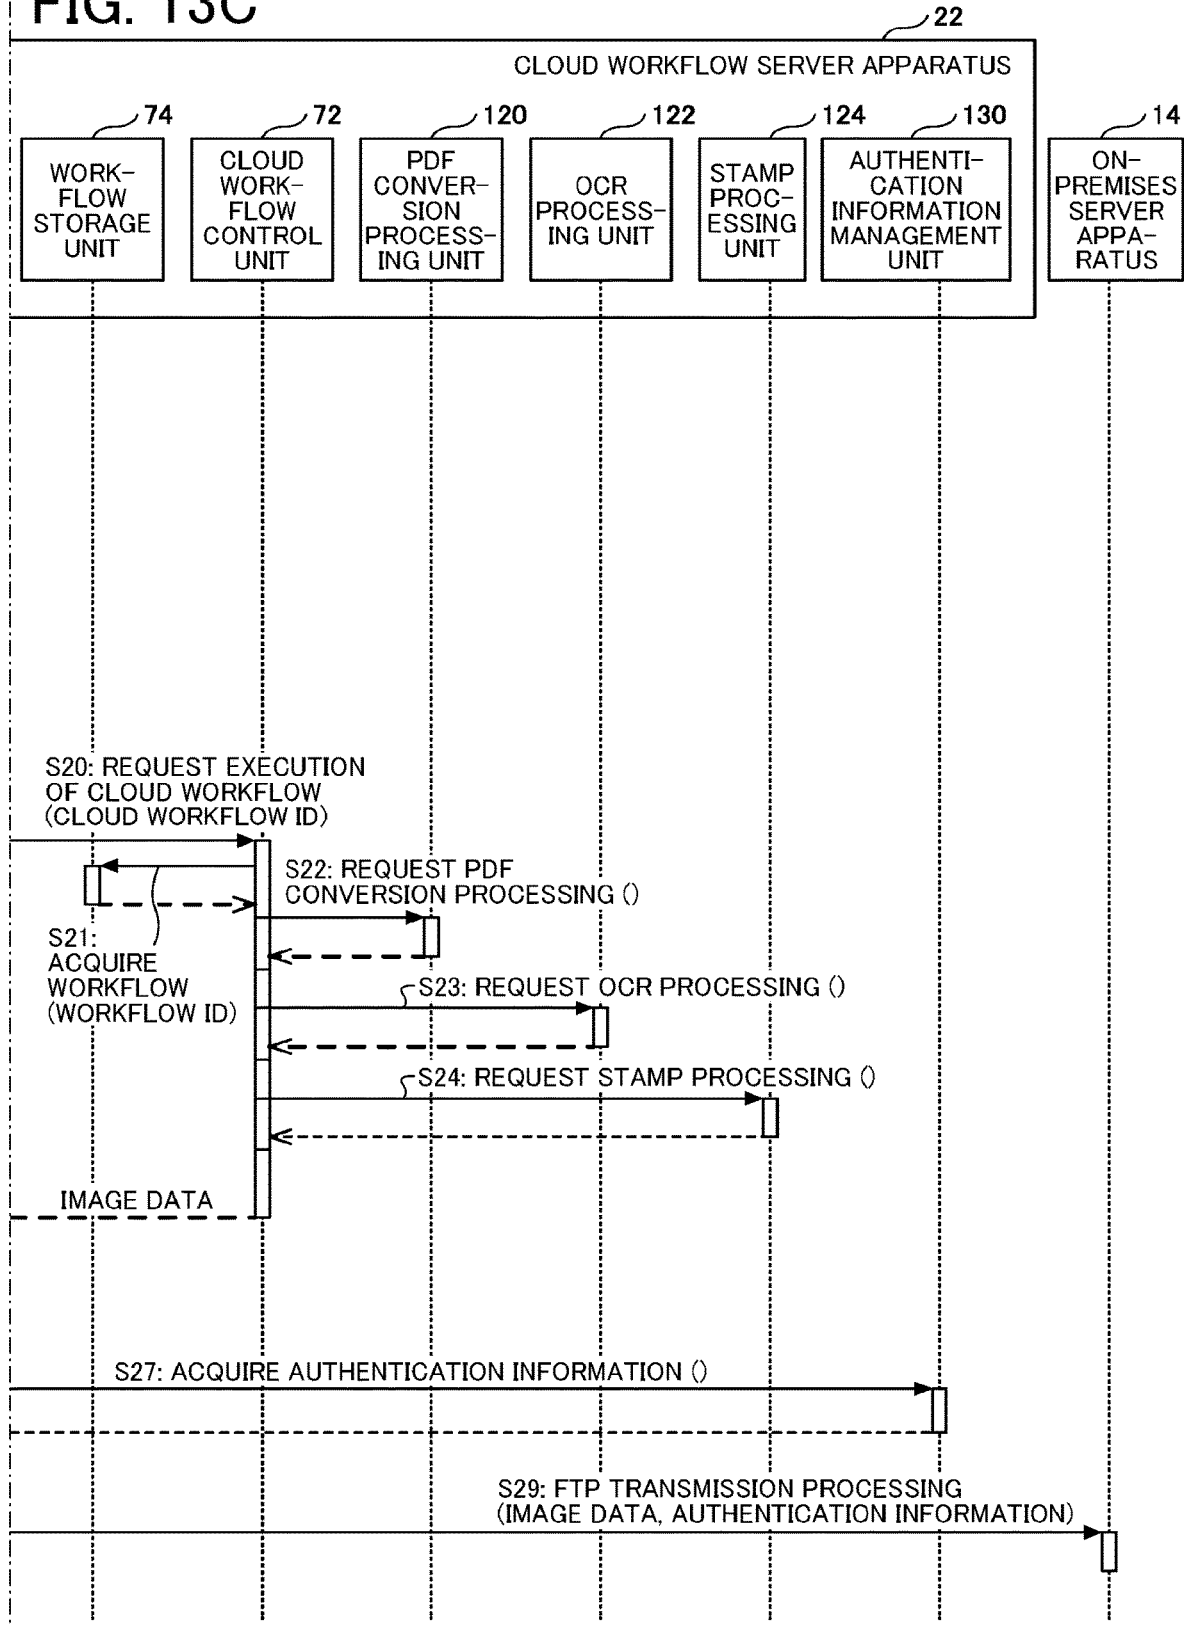 FIG. 13C
22
CLOUD WORKFLOW SERVER APPARATUS
74
WORK-
FLOW
STORAGE
UNIT
72
CLOUD
WORK-
FLOW
CONTROL
UNIT
120
PDF
CONVER-
SION
PROCESS-
ING UNIT
122
OCR
PROCESS-
ING UNIT
124
STAMP
PROC-
ESSING
UNIT
130
AUTHENTI-
CATION
INFORMATION
MANAGEMENT
UNIT
14
ON-
PREMISES
SERVER
APPA-
RATUS
S20: REQUEST EXECUTION
OF CLOUD WORKFLOW
(CLOUD WORKFLOW ID)
S22: REQUEST PDF
CONVERSION PROCESSING ()
S21:
ACQUIRE
WORKFLOW
(WORKFLOW ID)
S23: REQUEST OCR PROCESSING ()
S24: REQUEST STAMP PROCESSING ()
IMAGE DATA
S27: ACQUIRE AUTHENTICATION INFORMATION ()
S29: FTP TRANSMISSION PROCESSING
(IMAGE DATA, AUTHENTICATION INFORMATION)